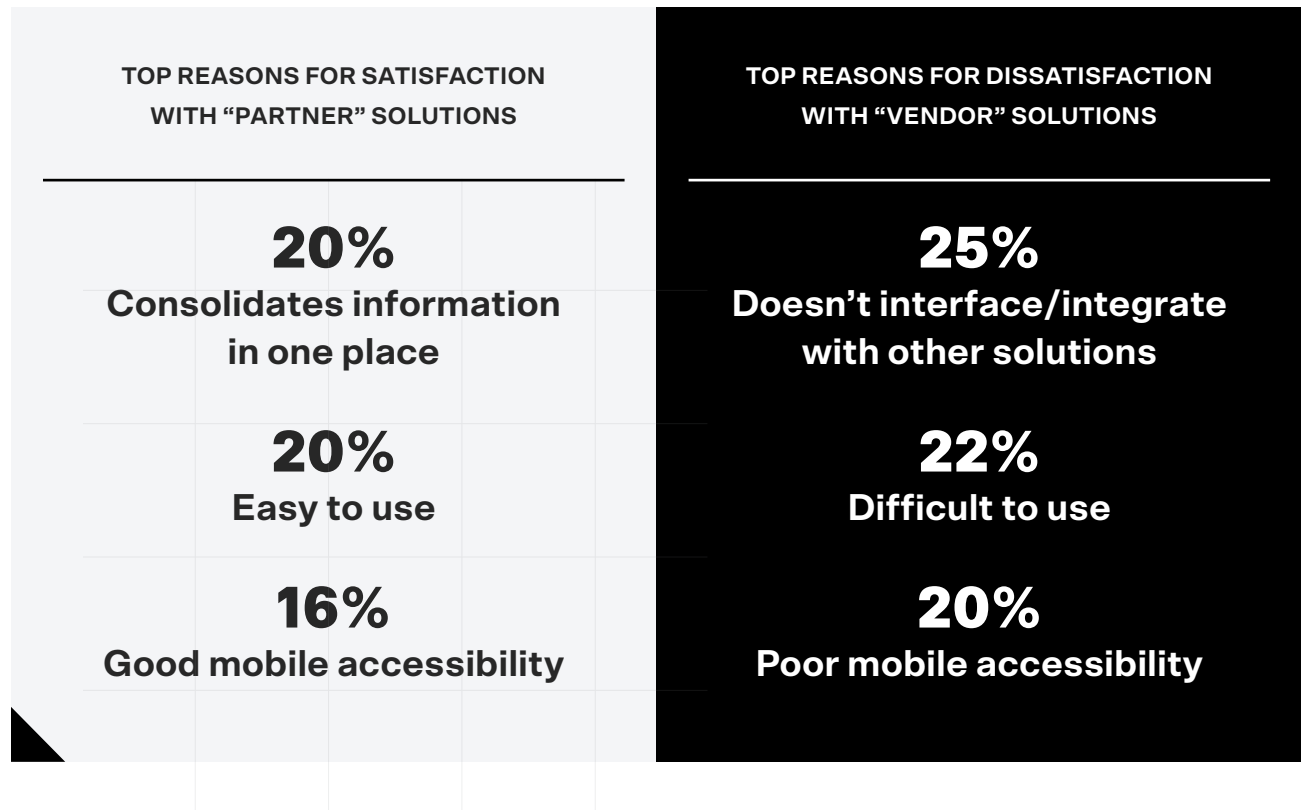 TOP REASONS FOR SATISFACTION
WITH “PARTNER” SOLUTIONS
20%
Consolidates information
in one place
20%
Easy to use
16%
Good mobile accessibility
TOP REASONS FOR DISSATISFACTION
WITH “VENDOR” SOLUTIONS
25%
Doesn’t interface/integrate
with other solutions
22%
Difficult to use
20%
Poor mobile accessibility